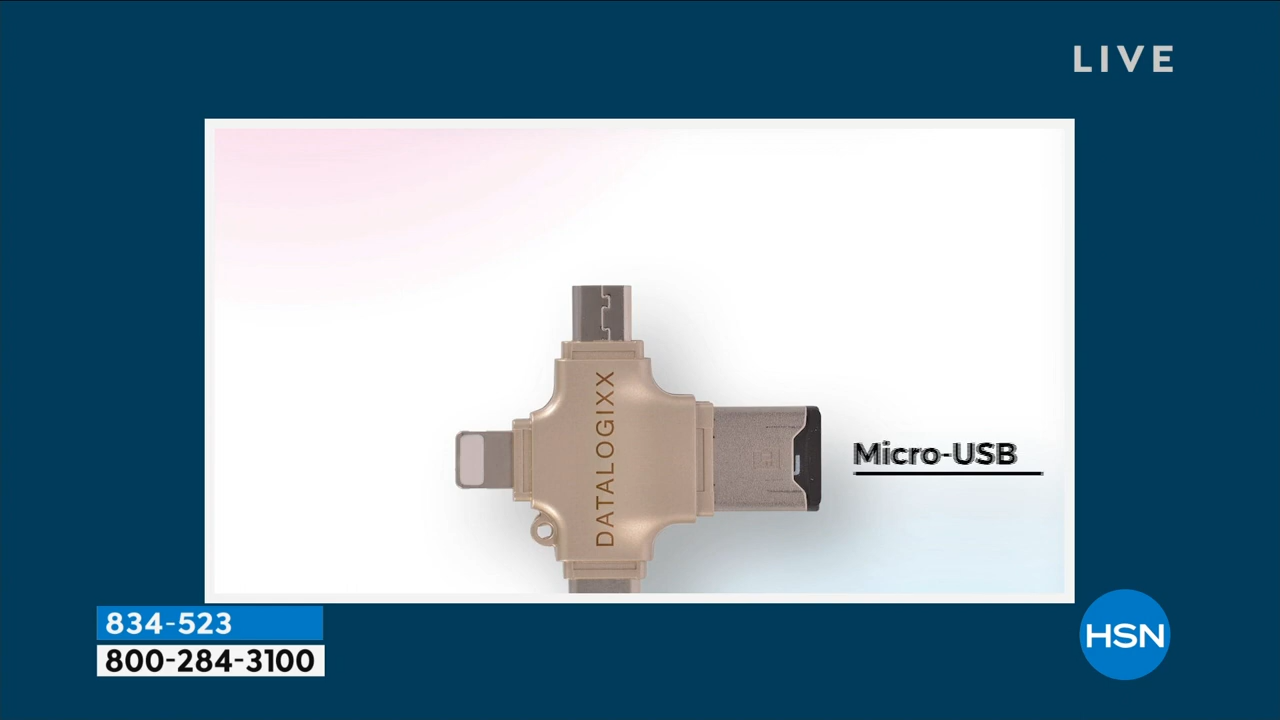 LIVE
DATALOGIXX
Micro-USB
834-523
800-284-3100
HSN